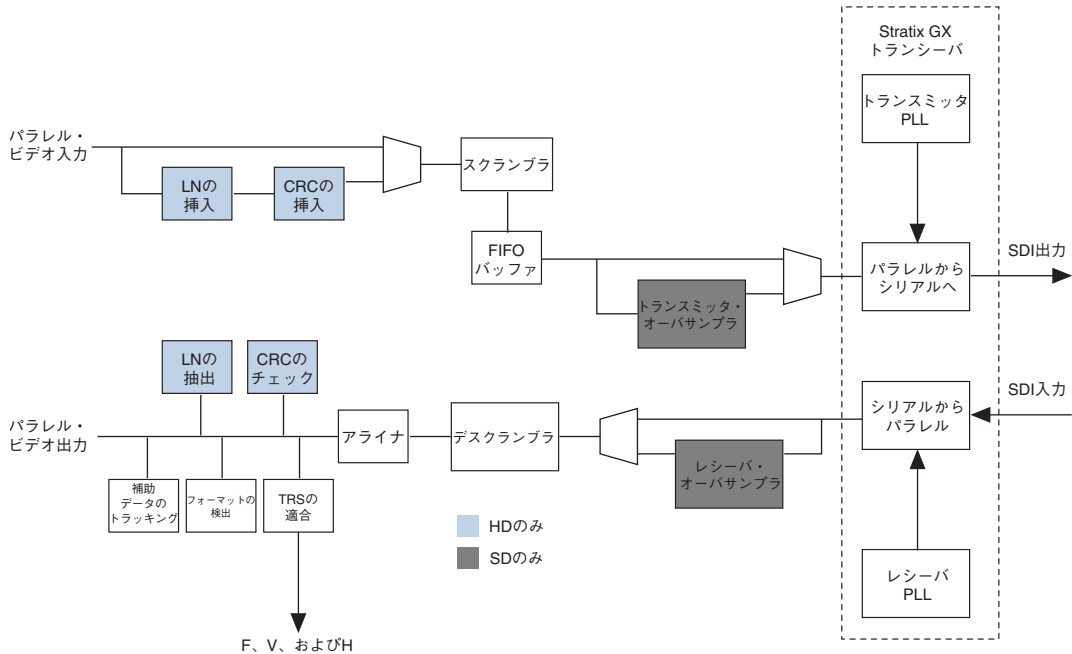 Stratix GX
トランシーバ
トランスミッタ
PLL
パラレル・
ビデオ入力
LNの
挿入
CRCの
挿入
スクランブラ
FIFO
バッファ
トランスミッタ・
オーバサンプラ
パラレルから
シリアルへ
SDI出力
LNの
抽出
CRCの
チェック
パラレル・
ビデオ出力
アライナ
デスクランブラ
レシーバ・
オーバサンプラ
シリアルから
パラレル
SDI入力
補助
データの
トラッキング
フォーマットの
検出
TRSの
適合
HDのみ
SDのみ
レシーバ
PLL
F、V、およびH